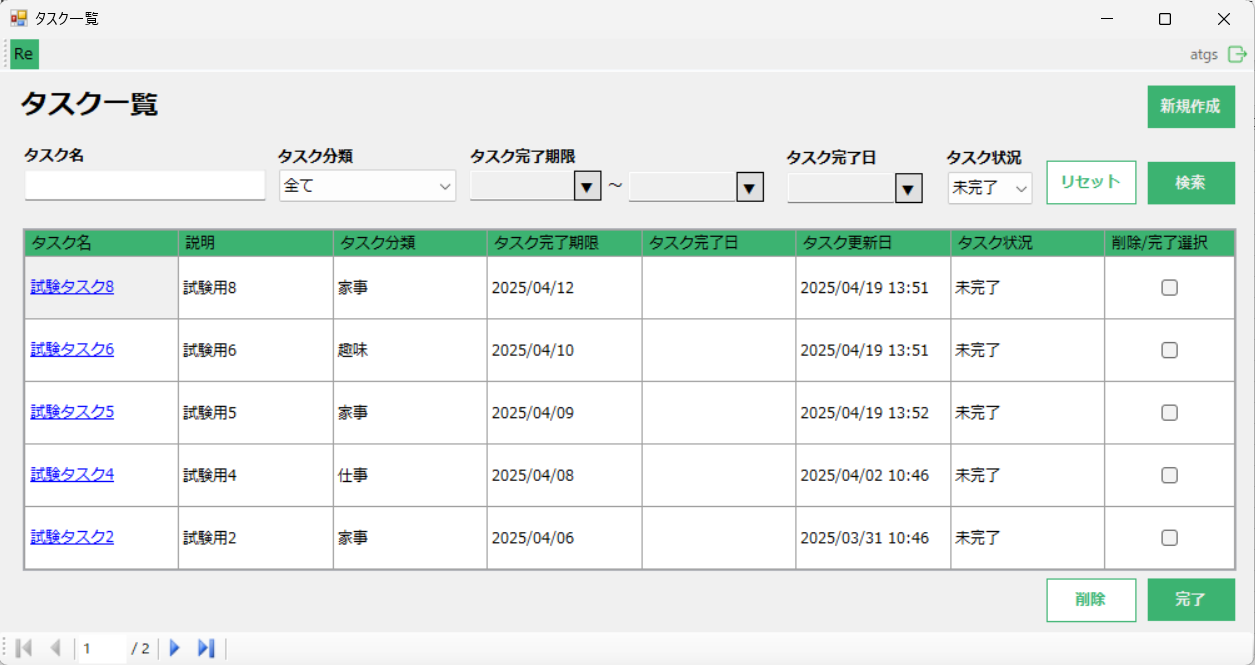 タスク一覧
Re
atgs
タスク一覧
新規作成
タスク名 タスク分類 タスク完了期限 タスク完了日 タスク状況
全て ▼ ～ ▼ ▼ 未完了 リセット 検索
タスク名 説明 タスク分類 タスク完了期限 タスク完了日 タスク更新日 タスク状況 削除/完了選択
試験タスク8 試験用8 家事 2025/04/12 2025/04/19 13:51 未完了
試験タスク6 試験用6 趣味 2025/04/10 2025/04/19 13:51 未完了
試験タスク5 試験用5 家事 2025/04/09 2025/04/19 13:52 未完了
試験タスク4 試験用4 仕事 2025/04/08 2025/04/02 10:46 未完了
試験タスク2 試験用2 家事 2025/04/06 2025/03/31 10:46 未完了
削除 完了
1 / 2